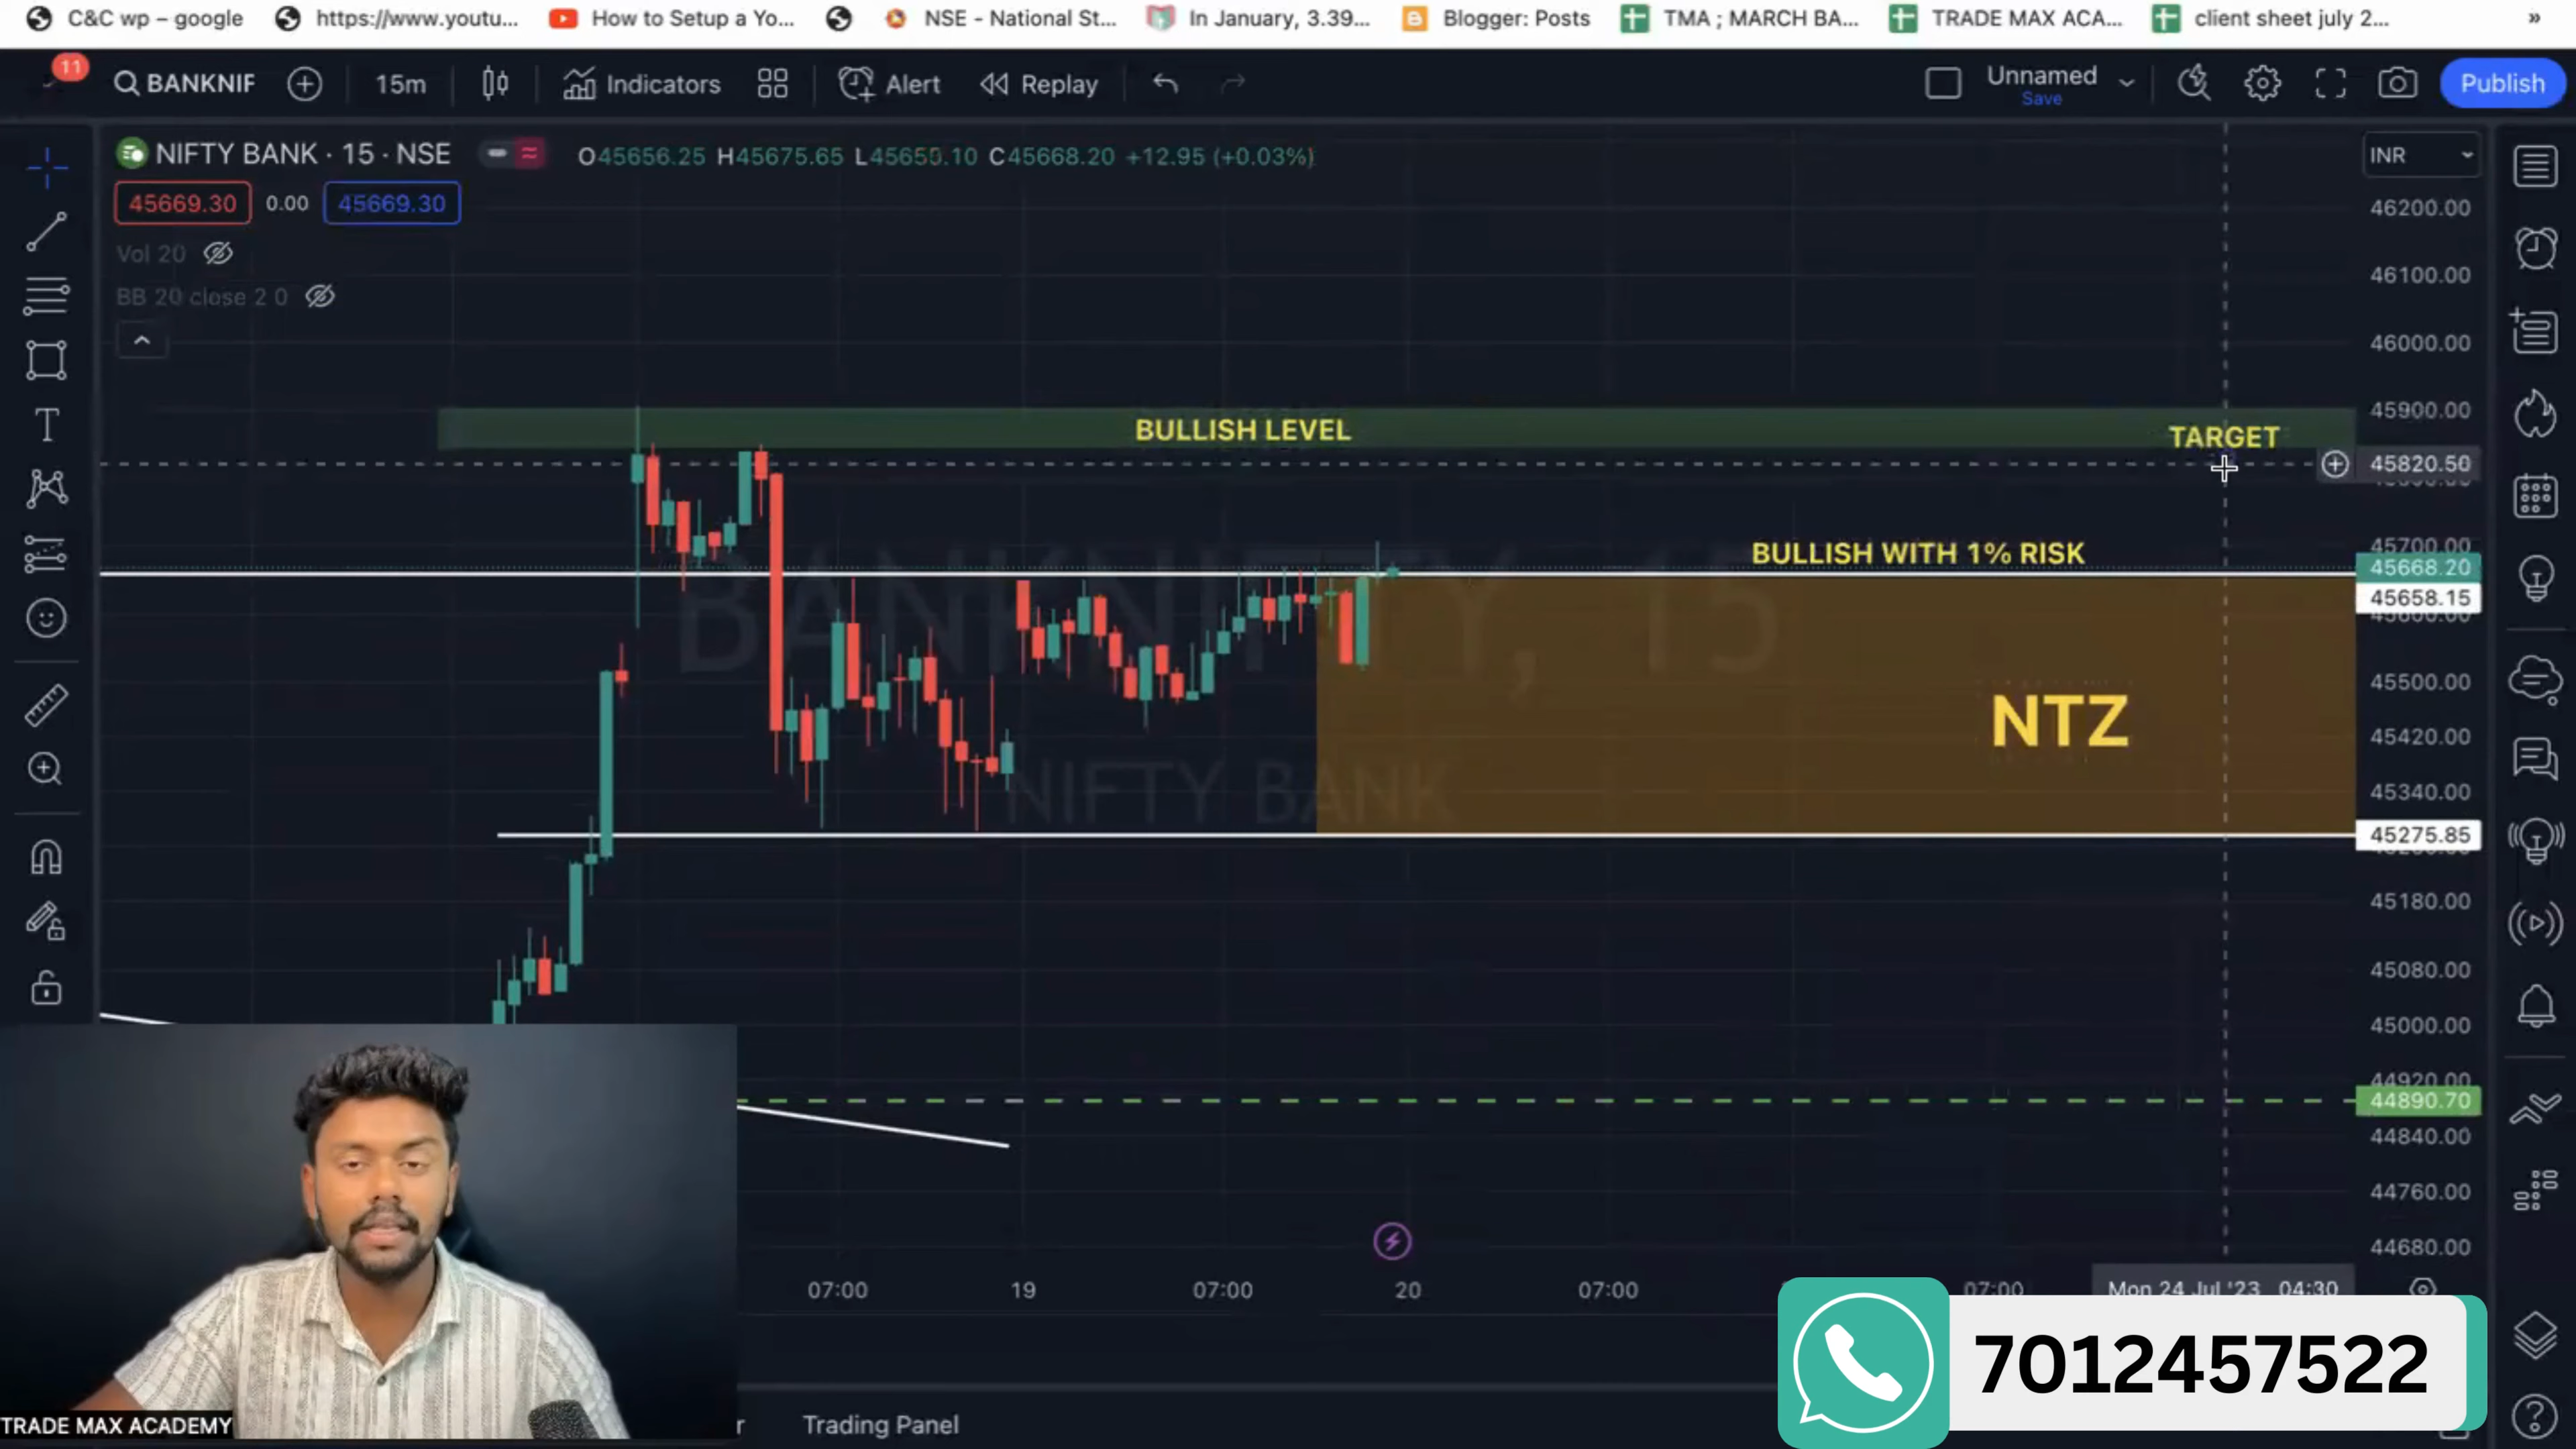 C&C wp – google https://www.youtu... How to Setup a Yo... NSE - National St... In January, 3.39... Blogger: Posts TMA ; MARCH BA... TRADE MAX ACA... client sheet july 2... »
11
BANKNIF 15m Indicators Alert Replay Unnamed Save Publish
NIFTY BANK · 15 · NSE O45656.25 H45675.65 L45650.10 C45668.20 +12.95 (+0.03%) INR
45669.30 0.00 45669.30
46200.00
Vol 20
46100.00
BB 20 close 2 0
46000.00
45900.00
BULLISH LEVEL
TARGET
45820.50
BULLISH WITH 1% RISK
45700.00
45668.20
45658.15
BANKNIFTY, 15
45500.00
NTZ
45420.00
NIFTY BANK
45340.00
45275.85
45180.00
45080.00
45000.00
44920.00
44890.70
44840.00
44760.00
44680.00
07:00 19 07:00 20 07:00 07:00 Mon 24 Jul '23 04:30
7012457522
TRADE MAX ACADEMY
Trading Panel